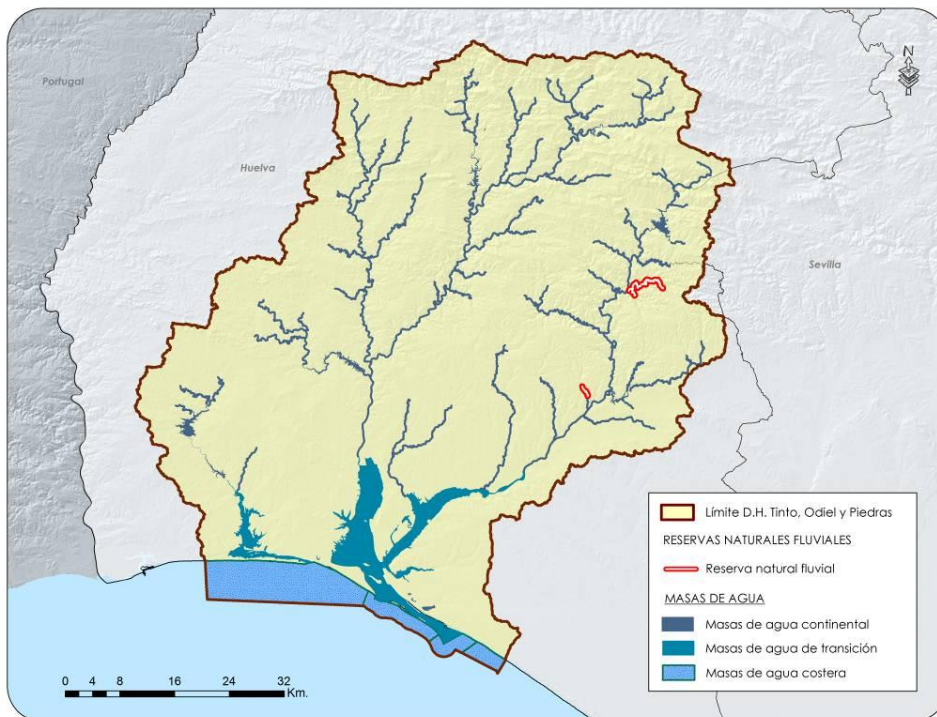 N
Portugal
Huelva
Sevilla
Límite D.H. Tinto, Odiel y Piedras
RESERVAS NATURALES FLUVIALES
Reserva natural fluvial
MASAS DE AGUA
Masas de agua continental
Masas de agua de transición
Masas de agua costera
0 4 8 16 24 32
Km.